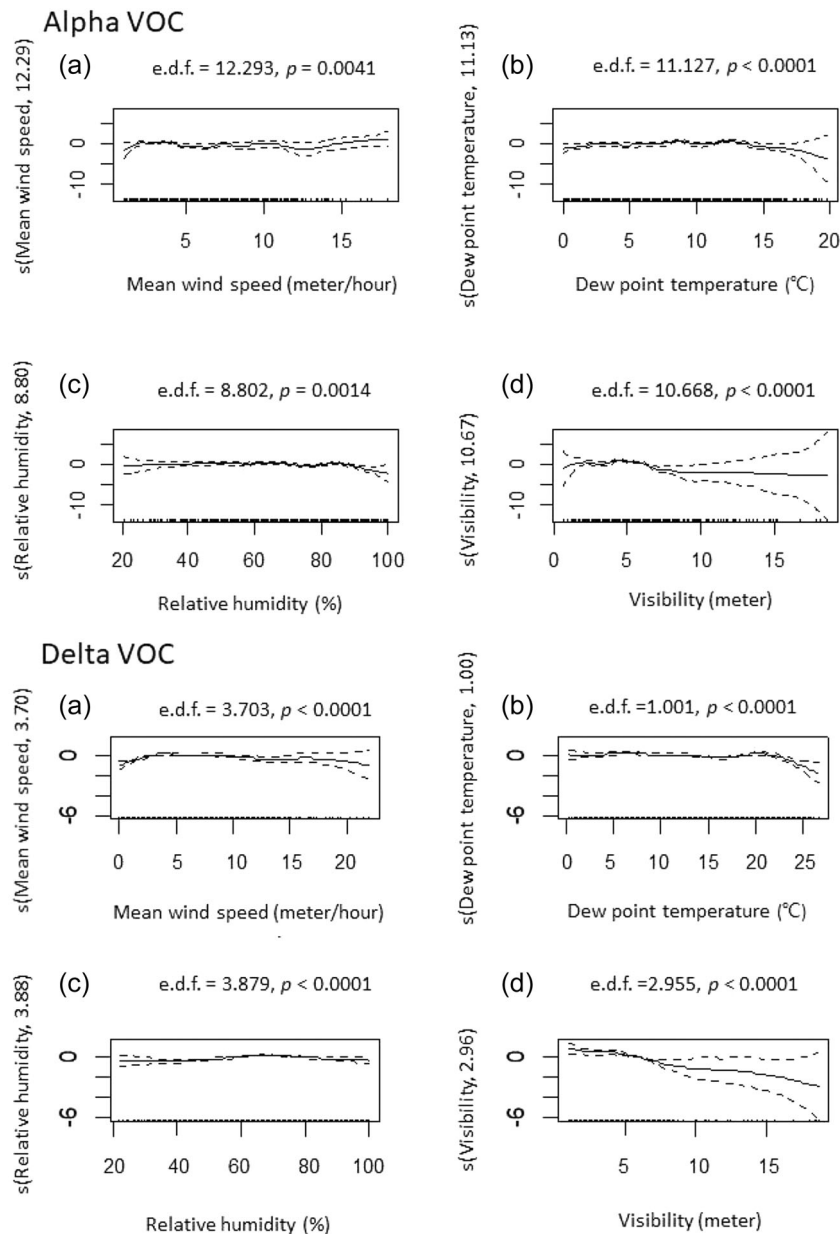 Alpha VOC
(a)
e.d.f. = 12.293, p = 0.0041
s(Mean wind speed, 12.29)
0
-10
5 10 15
Mean wind speed (meter/hour)
(b)
e.d.f. = 11.127, p < 0.0001
s(Dew point temperature, 11.13)
0
-10
0 5 10 15 20
Dew point temperature (℃)
(c)
e.d.f. = 8.802, p = 0.0014
s(Relative humidity, 8.80)
0
-10
20 40 60 80 100
Relative humidity (%)
(d)
e.d.f. = 10.668, p < 0.0001
s(Visibility, 10.67)
0
-10
5 10 15
Visibility (meter)
Delta VOC
(a)
e.d.f. = 3.703, p < 0.0001
s(Mean wind speed, 3.70)
0
-6
0 5 10 15 20
Mean wind speed (meter/hour)
(b)
e.d.f. =1.001, p < 0.0001
s(Dew point temperature, 1.00)
0
-6
0 5 10 15 20 25
Dew point temperature (℃)
(c)
e.d.f. = 3.879, p < 0.0001
s(Relative humidity, 3.88)
0
-6
20 40 60 80 100
Relative humidity (%)
(d)
e.d.f. =2.955, p < 0.0001
s(Visibility, 2.96)
0
-6
5 10 15
Visibility (meter)